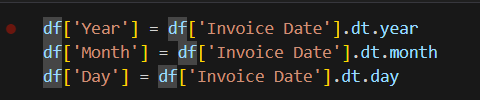 df['Year'] = df['Invoice Date'].dt.year
df['Month'] = df['Invoice Date'].dt.month
df['Day'] = df['Invoice Date'].dt.day